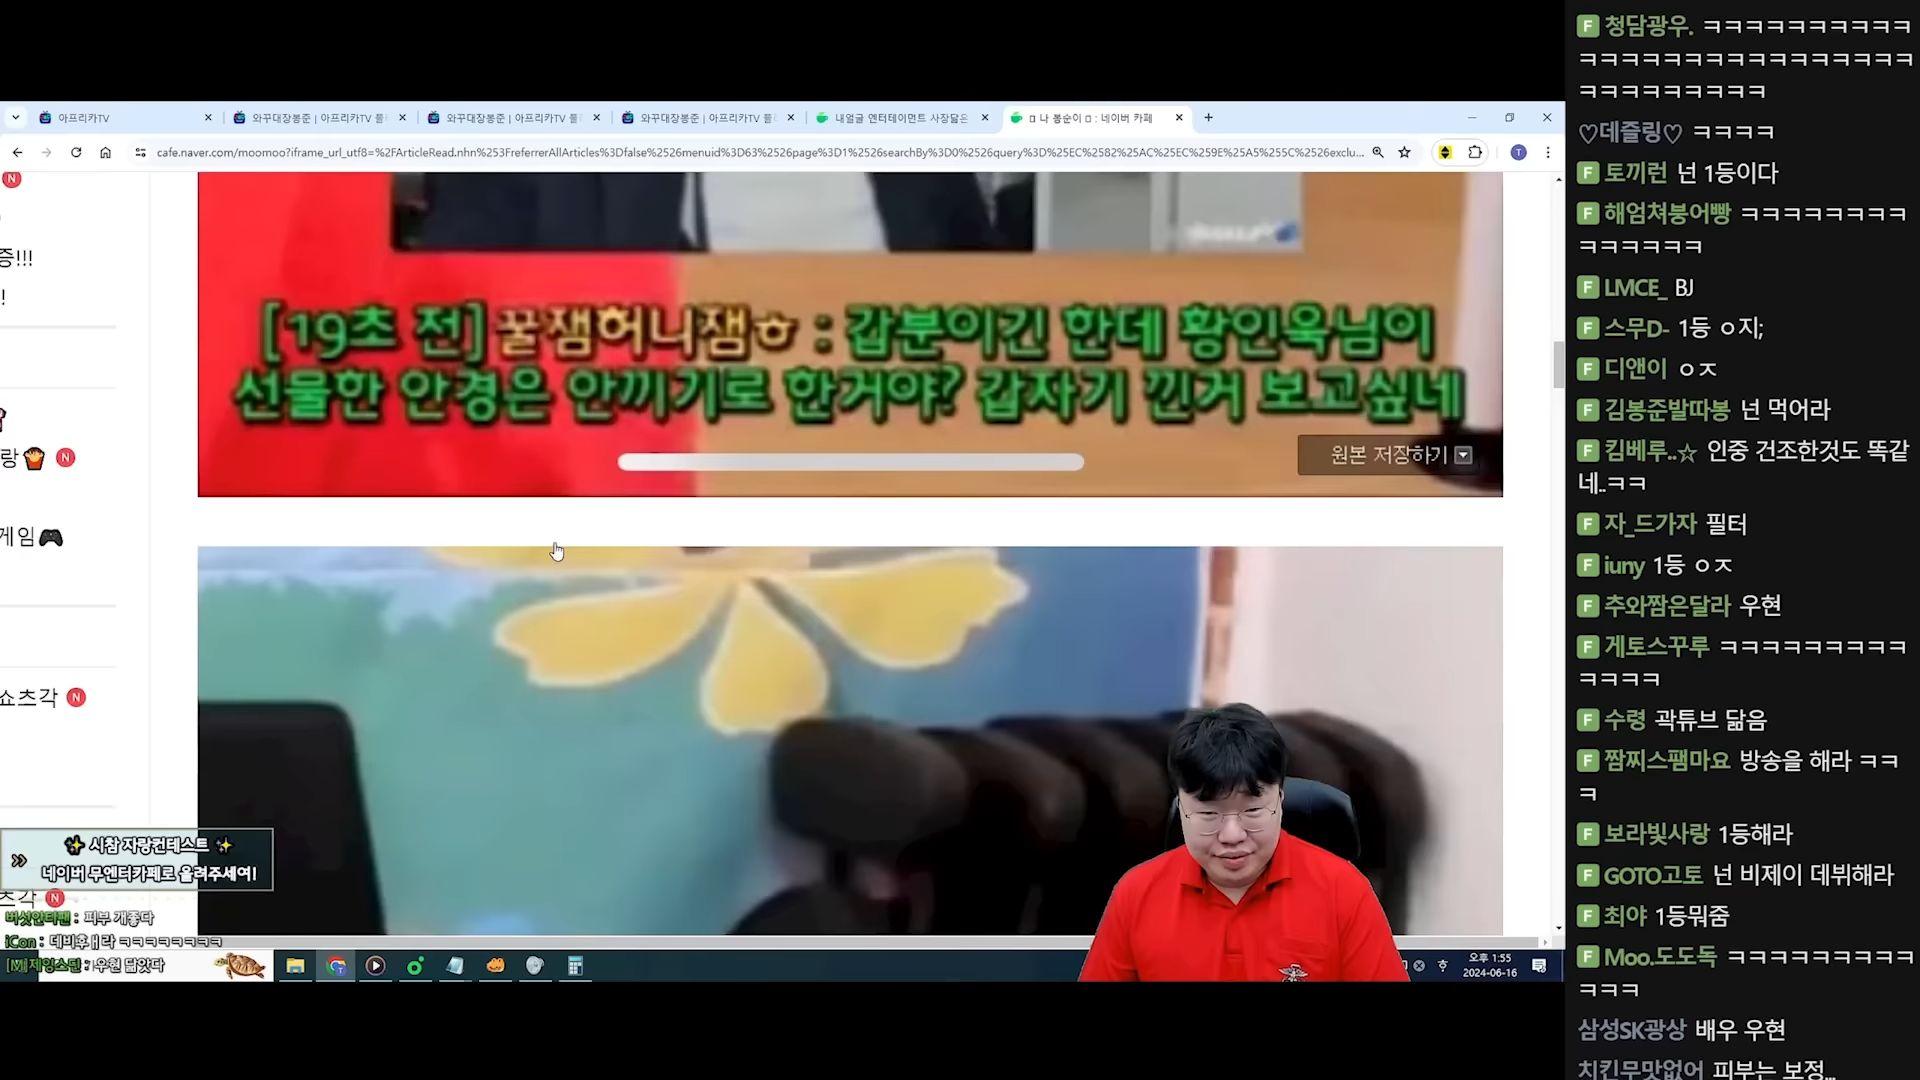 아프리카TV
와꾸대장봉준 | 아프리카TV 플
와꾸대장봉준 | 아프리카TV 플
와꾸대장봉준 | 아프리카TV 플
내얼굴 엔터테이먼트 사장닮은
나 봉순이 : 네이버 카페
cafe.naver.com/moomoo?iframe_url_utf8=%2FArticleRead.nhn%253FreferrerAllArticles%3Dfalse%2526menuid%3D63%2526page%3D1%2526searchBy%3D0%2526query%3D%25EC%2582%25AC%25EC%259E%25A5%255C%2526exclu...
N
증!!!
!
랑 N
게임
쇼츠각 N
츠각 N
[19초 전] 꿀잼허니잼ㅎ : 갑분이긴 한데 황인욱님이
선물한 안경은 안끼기로 한거야? 갑자기 낀거 보고싶네
원본 저장하기
시참 자랑컨테스트
네이버 무엔터카페로 올려주세여!
버섯안티팬 : 피부 개좋다
iCon : 데비후ㅐ라 ㅋㅋㅋㅋㅋㅋㅋㅋ
[M]제잉스딘 : 우현 닮앗다
T
오후 1:55
2024-06-16
F 청담광우. ㅋㅋㅋㅋㅋㅋㅋㅋㅋㅋ
ㅋㅋㅋㅋㅋㅋㅋㅋㅋㅋㅋㅋㅋㅋㅋㅋ
ㅋㅋㅋㅋㅋㅋㅋㅋㅋ
♡데즐링♡ ㅋㅋㅋㅋ
F 토끼런 넌 1등이다
F 해엄쳐붕어빵 ㅋㅋㅋㅋㅋㅋㅋㅋ
ㅋㅋㅋㅋㅋㅋ
F LMCE_ BJ
F 스무D- 1등 ㅇ지;
F 디앤이 ㅇㅈ
F 김봉준발따봉 넌 먹어라
F 킴베루..☆ 인중 건조한것도 똑같
네..ㅋㅋ
F 자_드가자 필터
F iuny 1등 ㅇㅈ
F 추와짬은달라 우현
F 게토스꾸루 ㅋㅋㅋㅋㅋㅋㅋㅋㅋ
ㅋㅋㅋㅋ
F 수령 곽튜브 닮음
F 짬찌스팸마요 방송을 해라 ㅋㅋ
ㅋ
F 보라빛사랑 1등해라
F GOTO고토 넌 비제이 데뷔해라
F 최야 1등뭐줌
F Moo.도도독 ㅋㅋㅋㅋㅋㅋㅋㅋㅋ
ㅋㅋㅋ
삼성SK광상 배우 우현
치킨무맛없어 피부는 보정...